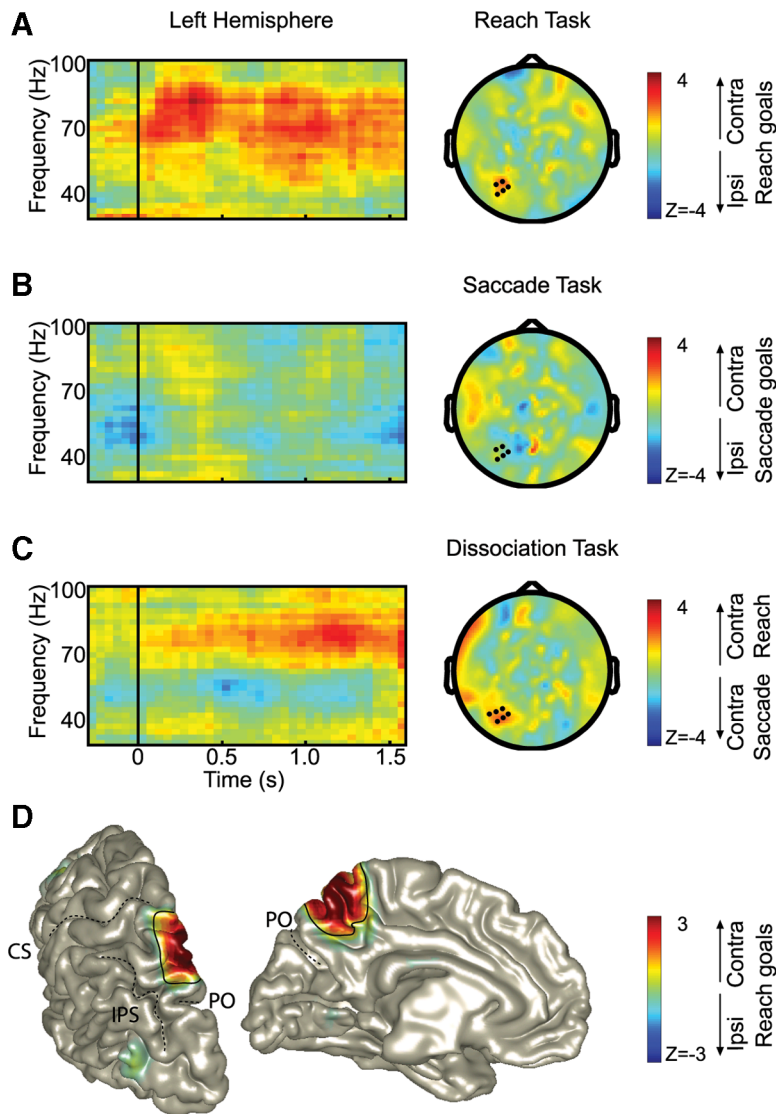 A
Left Hemisphere
Reach Task
Frequency (Hz)
100
70
40
4
Z=-4
Contra
Ipsi
Reach goals
B
Saccade Task
Frequency (Hz)
100
70
40
4
Z=-4
Contra
Ipsi
Saccade goals
C
Dissociation Task
Frequency (Hz)
100
70
40
0
0.5
1.0
1.5
Time (s)
4
Z=-4
Contra
Reach
Contra
Saccade
D
CS
IPS
PO
PO
3
Z=-3
Contra
Ipsi
Reach goals